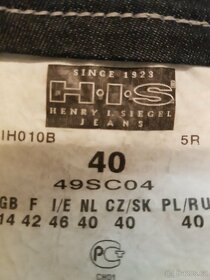 SINCE 1923
H·I·S
HENRY I. SIEGEL
JEANS
IH010B 5R
40
49SC04
GB F I/E NL CZ/SK PL/RU
14 42 46 40 40 40